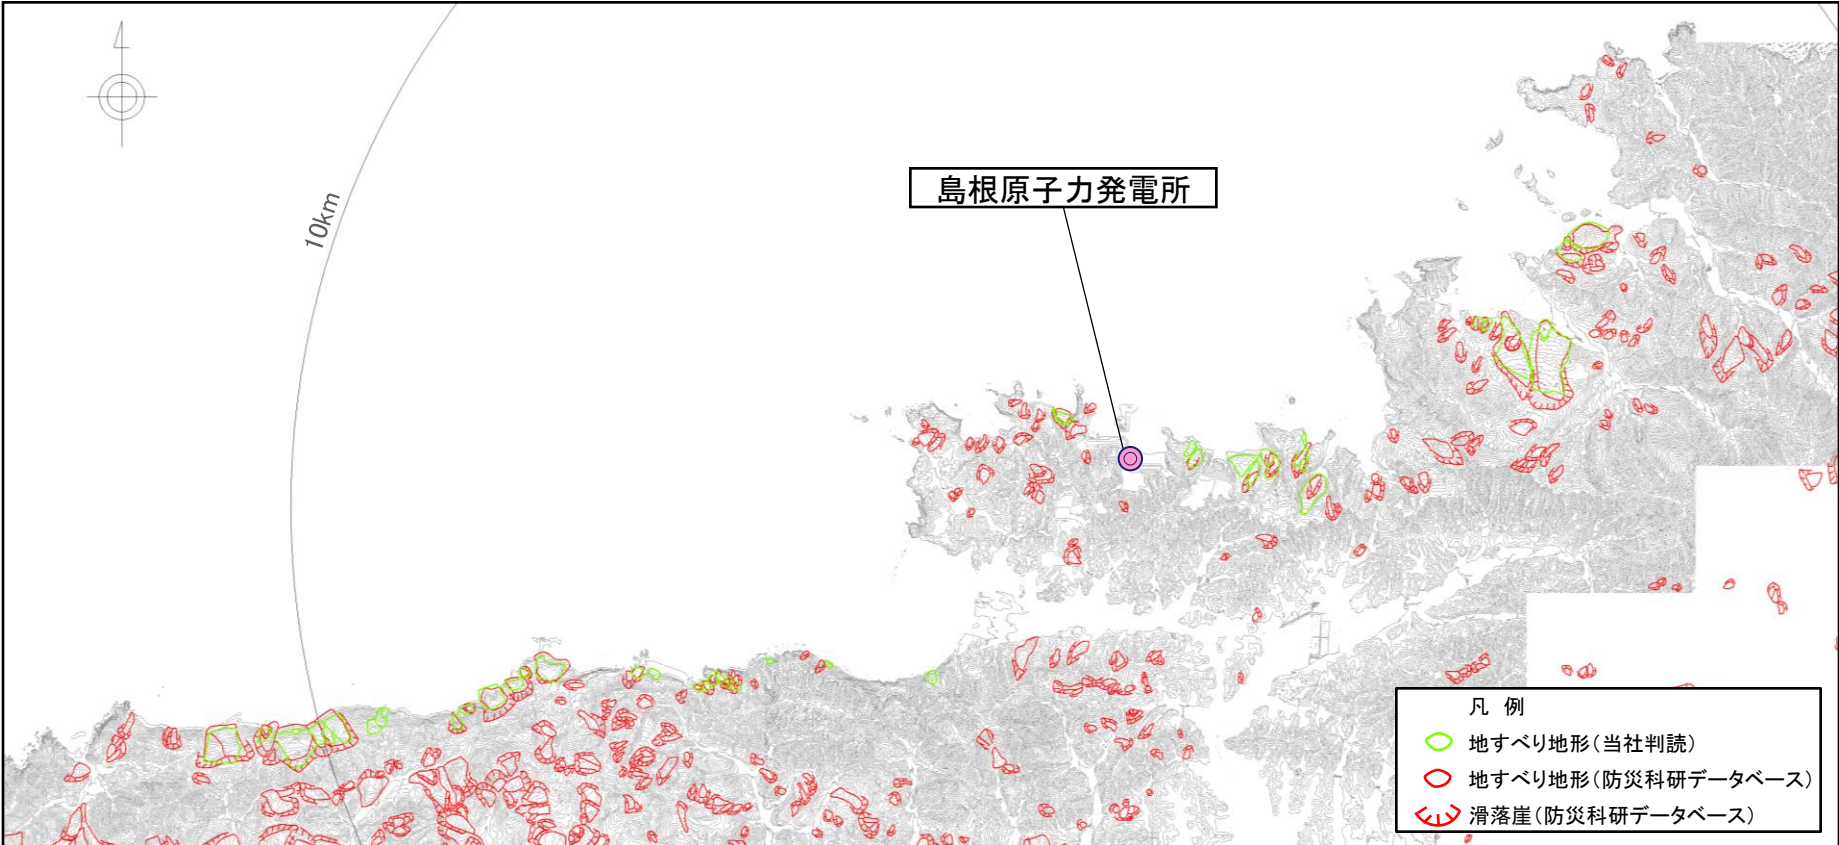 10km
島根原子力発電所
凡 例
地すべり地形(当社判読)
地すべり地形(防災科研データベース)
滑落崖(防災科研データベース)